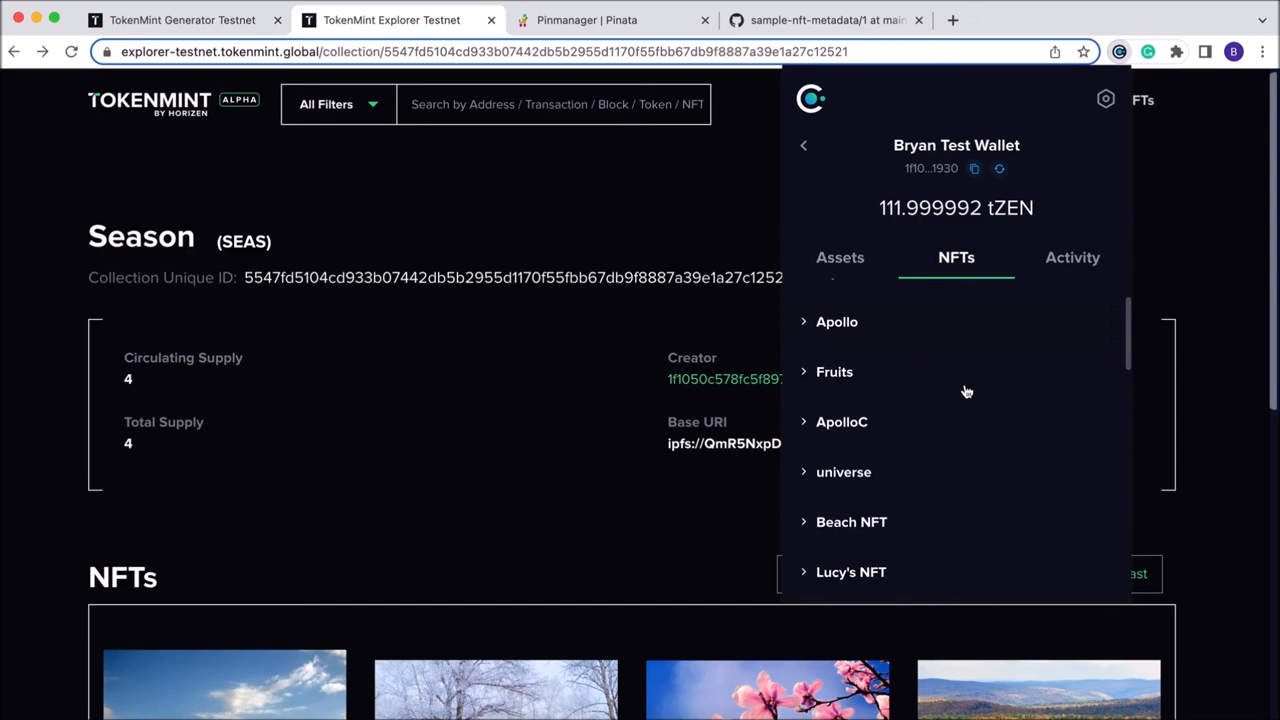 TokenMint Generator Testnet
TokenMint Explorer Testnet
Pinmanager | Pinata
sample-nft-metadata/1 at main
explorer-testnet.tokenmint.global/collection/5547fd5104cd933b07442db5b2955d1170f55fbb67db9f8887a39e1a27c12521
B
TOKENMINT ALPHA
BY HORIZEN
All Filters
Search by Address / Transaction / Block / Token / NFT
FTs
Bryan Test Wallet
1f10...1930
111.999992 tZEN
Assets
NFTs
Activity
Season (SEAS)
Collection Unique ID: 5547fd5104cd933b07442db5b2955d1170f55fbb67db9f8887a39e1a27c1252
Circulating Supply
4
Creator
1f1050c578fc5f897
Total Supply
4
Base URI
ipfs://QmR5NxpD
Apollo
Fruits
ApolloC
universe
Beach NFT
Lucy's NFT
NFTs
ast